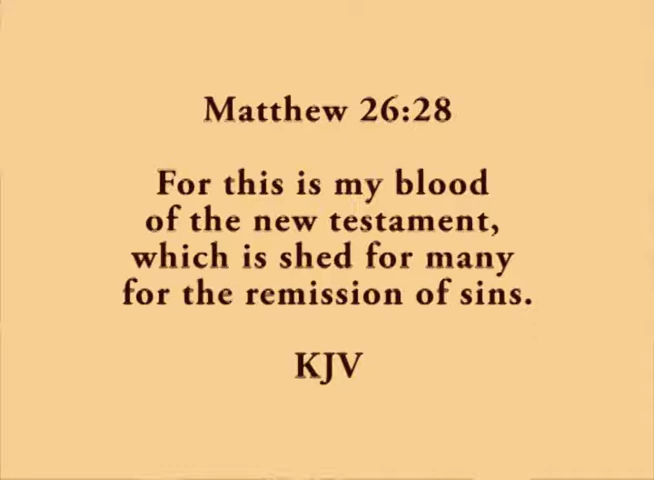 Matthew 26:28
For this is my blood
of the new testament,
which is shed for many
for the remission of sins.
KJV